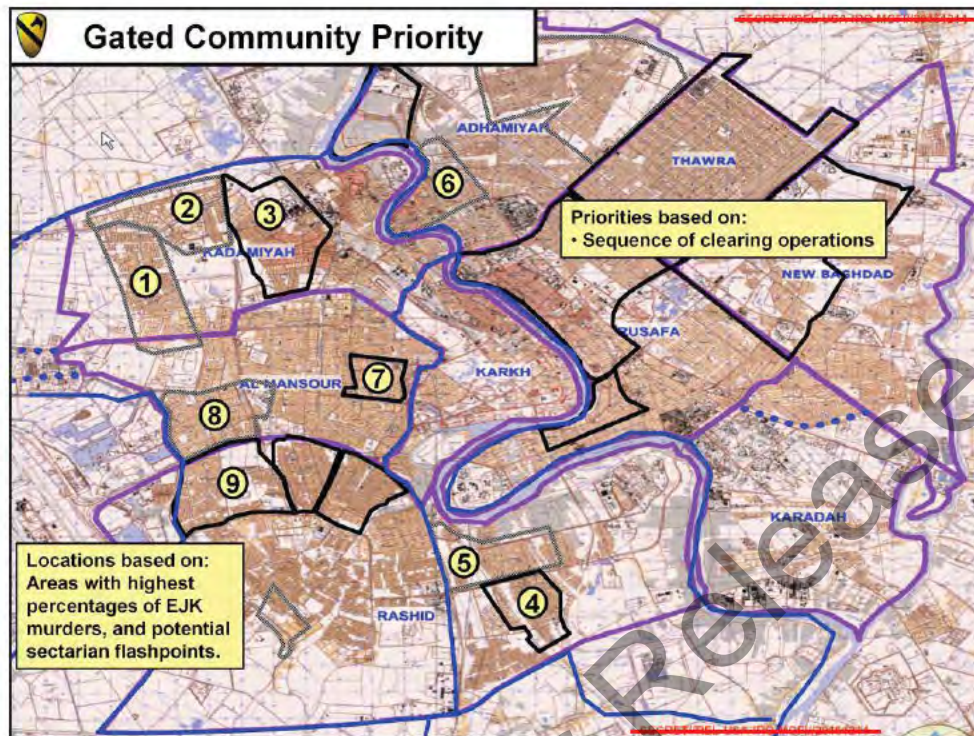 Gated Community Priority
ADHAMIYAH
THAWRA
6
2
3
Priorities based on:
• Sequence of clearing operations
KADAMIYAH
1
NEW BAGHDAD
RUSAFA
7
KARKH
AL MANSOUR
8
9
KARADAH
Locations based on:
Areas with highest
percentages of EJK
murders, and potential
sectarian flashpoints.
5
4
RASHID
Release